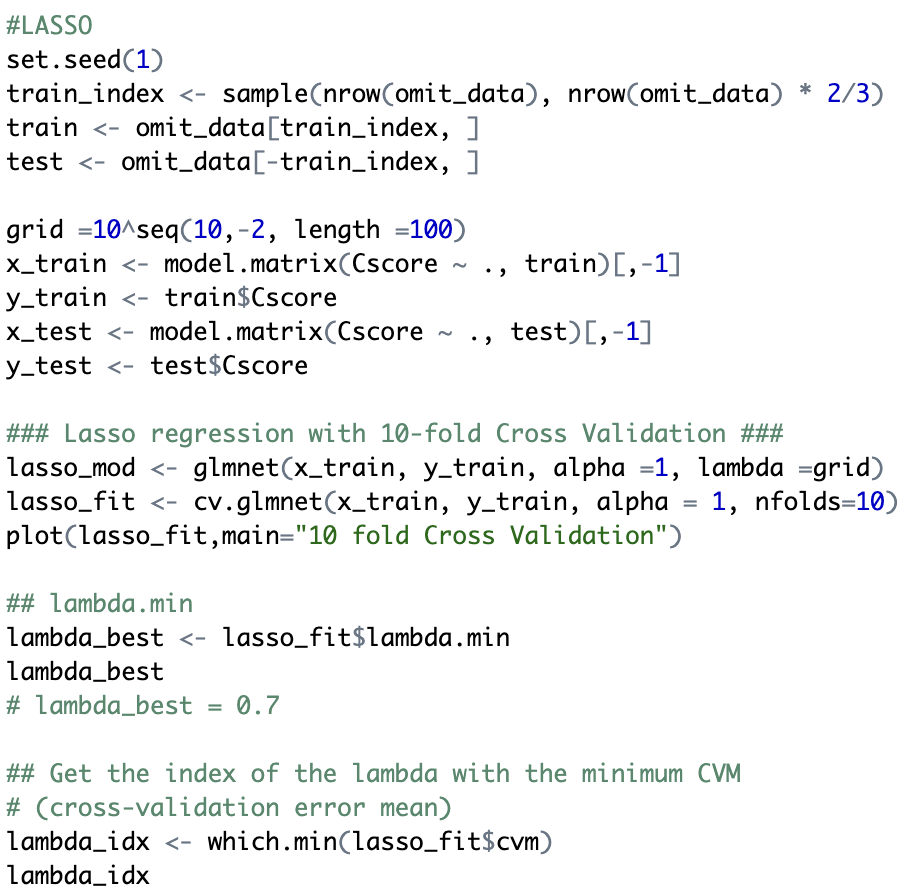 #LASSO
set.seed(1)
train_index <- sample(nrow(omit_data), nrow(omit_data) * 2/3)
train <- omit_data[train_index, ]
test <- omit_data[-train_index, ]
grid =10^seq(10,-2, length =100)
x_train <- model.matrix(Cscore ~ ., train)[,-1]
y_train <- train$Cscore
x_test <- model.matrix(Cscore ~ ., test)[,-1]
y_test <- test$Cscore
### Lasso regression with 10-fold Cross Validation ###
lasso_mod <- glmnet(x_train, y_train, alpha =1, lambda =grid)
lasso_fit <- cv.glmnet(x_train, y_train, alpha = 1, nfolds=10)
plot(lasso_fit,main="10 fold Cross Validation")
## lambda.min
lambda_best <- lasso_fit$lambda.min
lambda_best
# lambda_best = 0.7
## Get the index of the lambda with the minimum CVM
# (cross-validation error mean)
lambda_idx <- which.min(lasso_fit$cvm)
lambda_idx